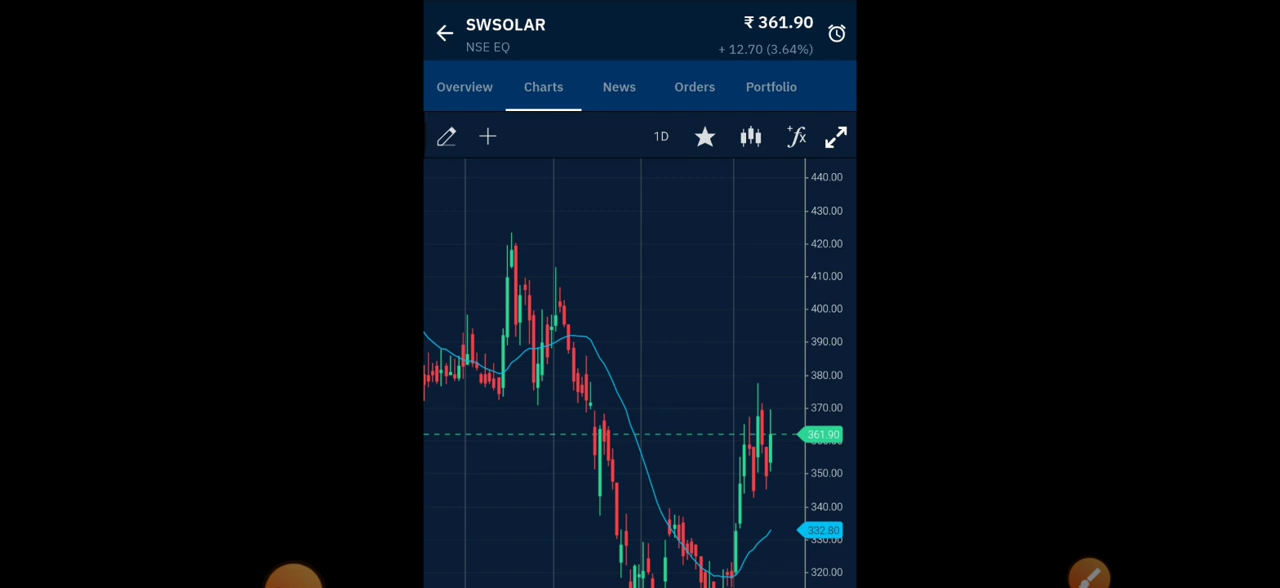 SWSOLAR
₹ 361.90
NSE EQ
+ 12.70 (3.64%)
Overview Charts News Orders Portfolio
1D
+fx
440.00
430.00
420.00
410.00
400.00
390.00
380.00
370.00
361.90
350.00
340.00
332.80
330.00
320.00